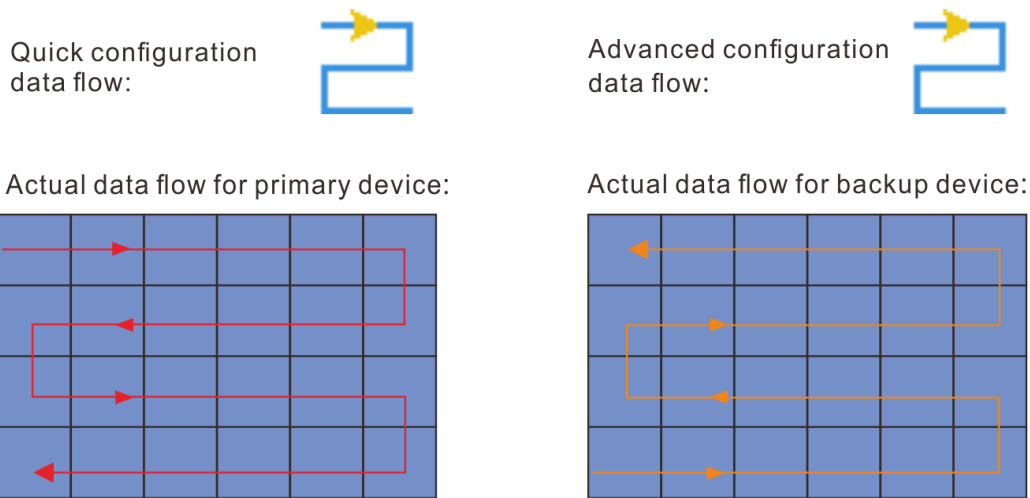 Quick configuration
data flow:
Advanced configuration
data flow:
Actual data flow for primary device:
Actual data flow for backup device: